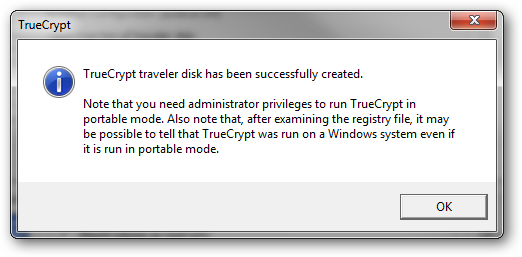 TrueCrypt
TrueCrypt traveler disk has been successfully created.
Note that you need administrator privileges to run TrueCrypt in
portable mode. Also note that, after examining the registry file, it may
be possible to tell that TrueCrypt was run on a Windows system even if
it is run in portable mode.
OK